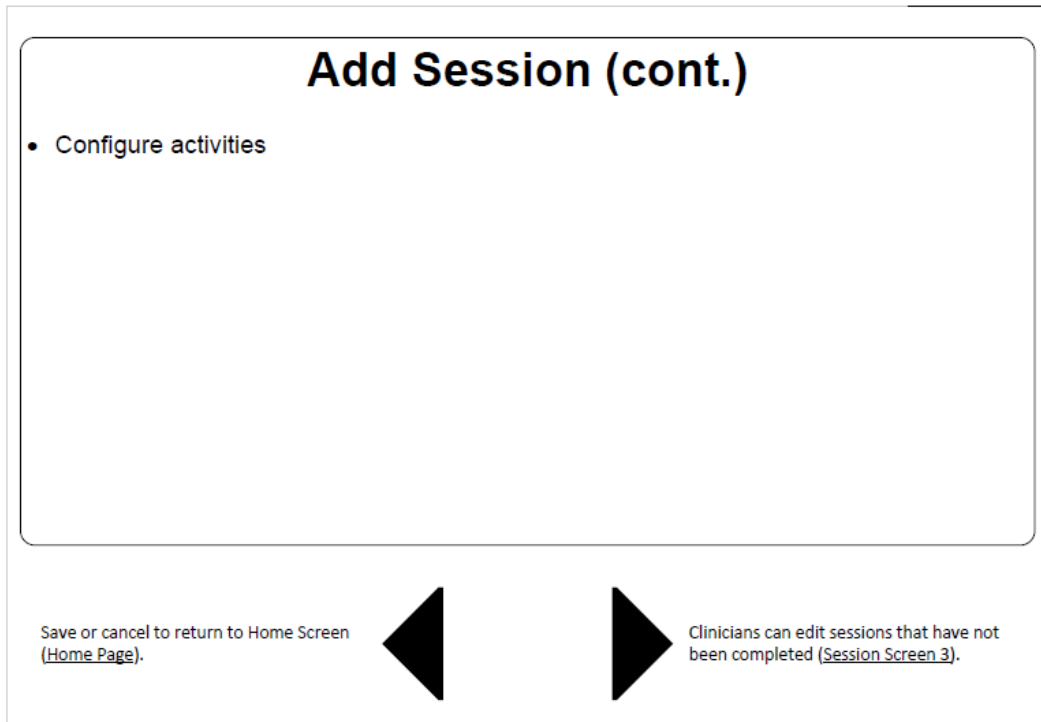 Add Session (cont.)
• Configure activities
Save or cancel to return to Home Screen
(Home Page).
Clinicians can edit sessions that have not
been completed (Session Screen 3).